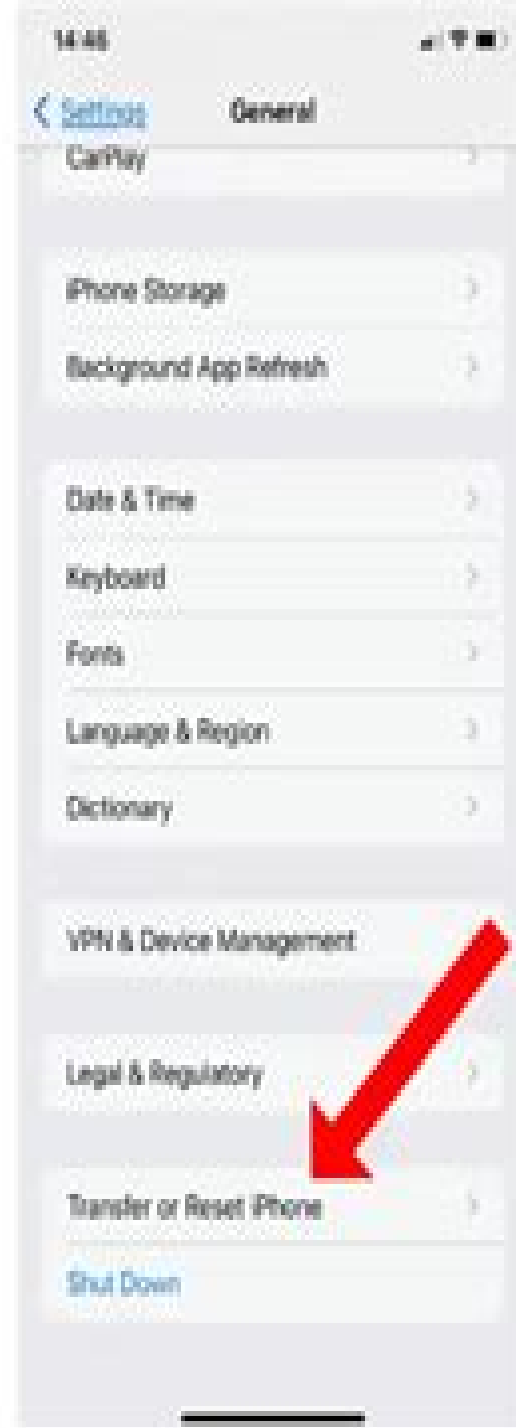 14:46
Settings
General
CarPlay
iPhone Storage
Background App Refresh
Date & Time
Keyboard
Fonts
Language & Region
Dictionary
VPN & Device Management
Legal & Regulatory
Transfer or Reset iPhone
Shut Down